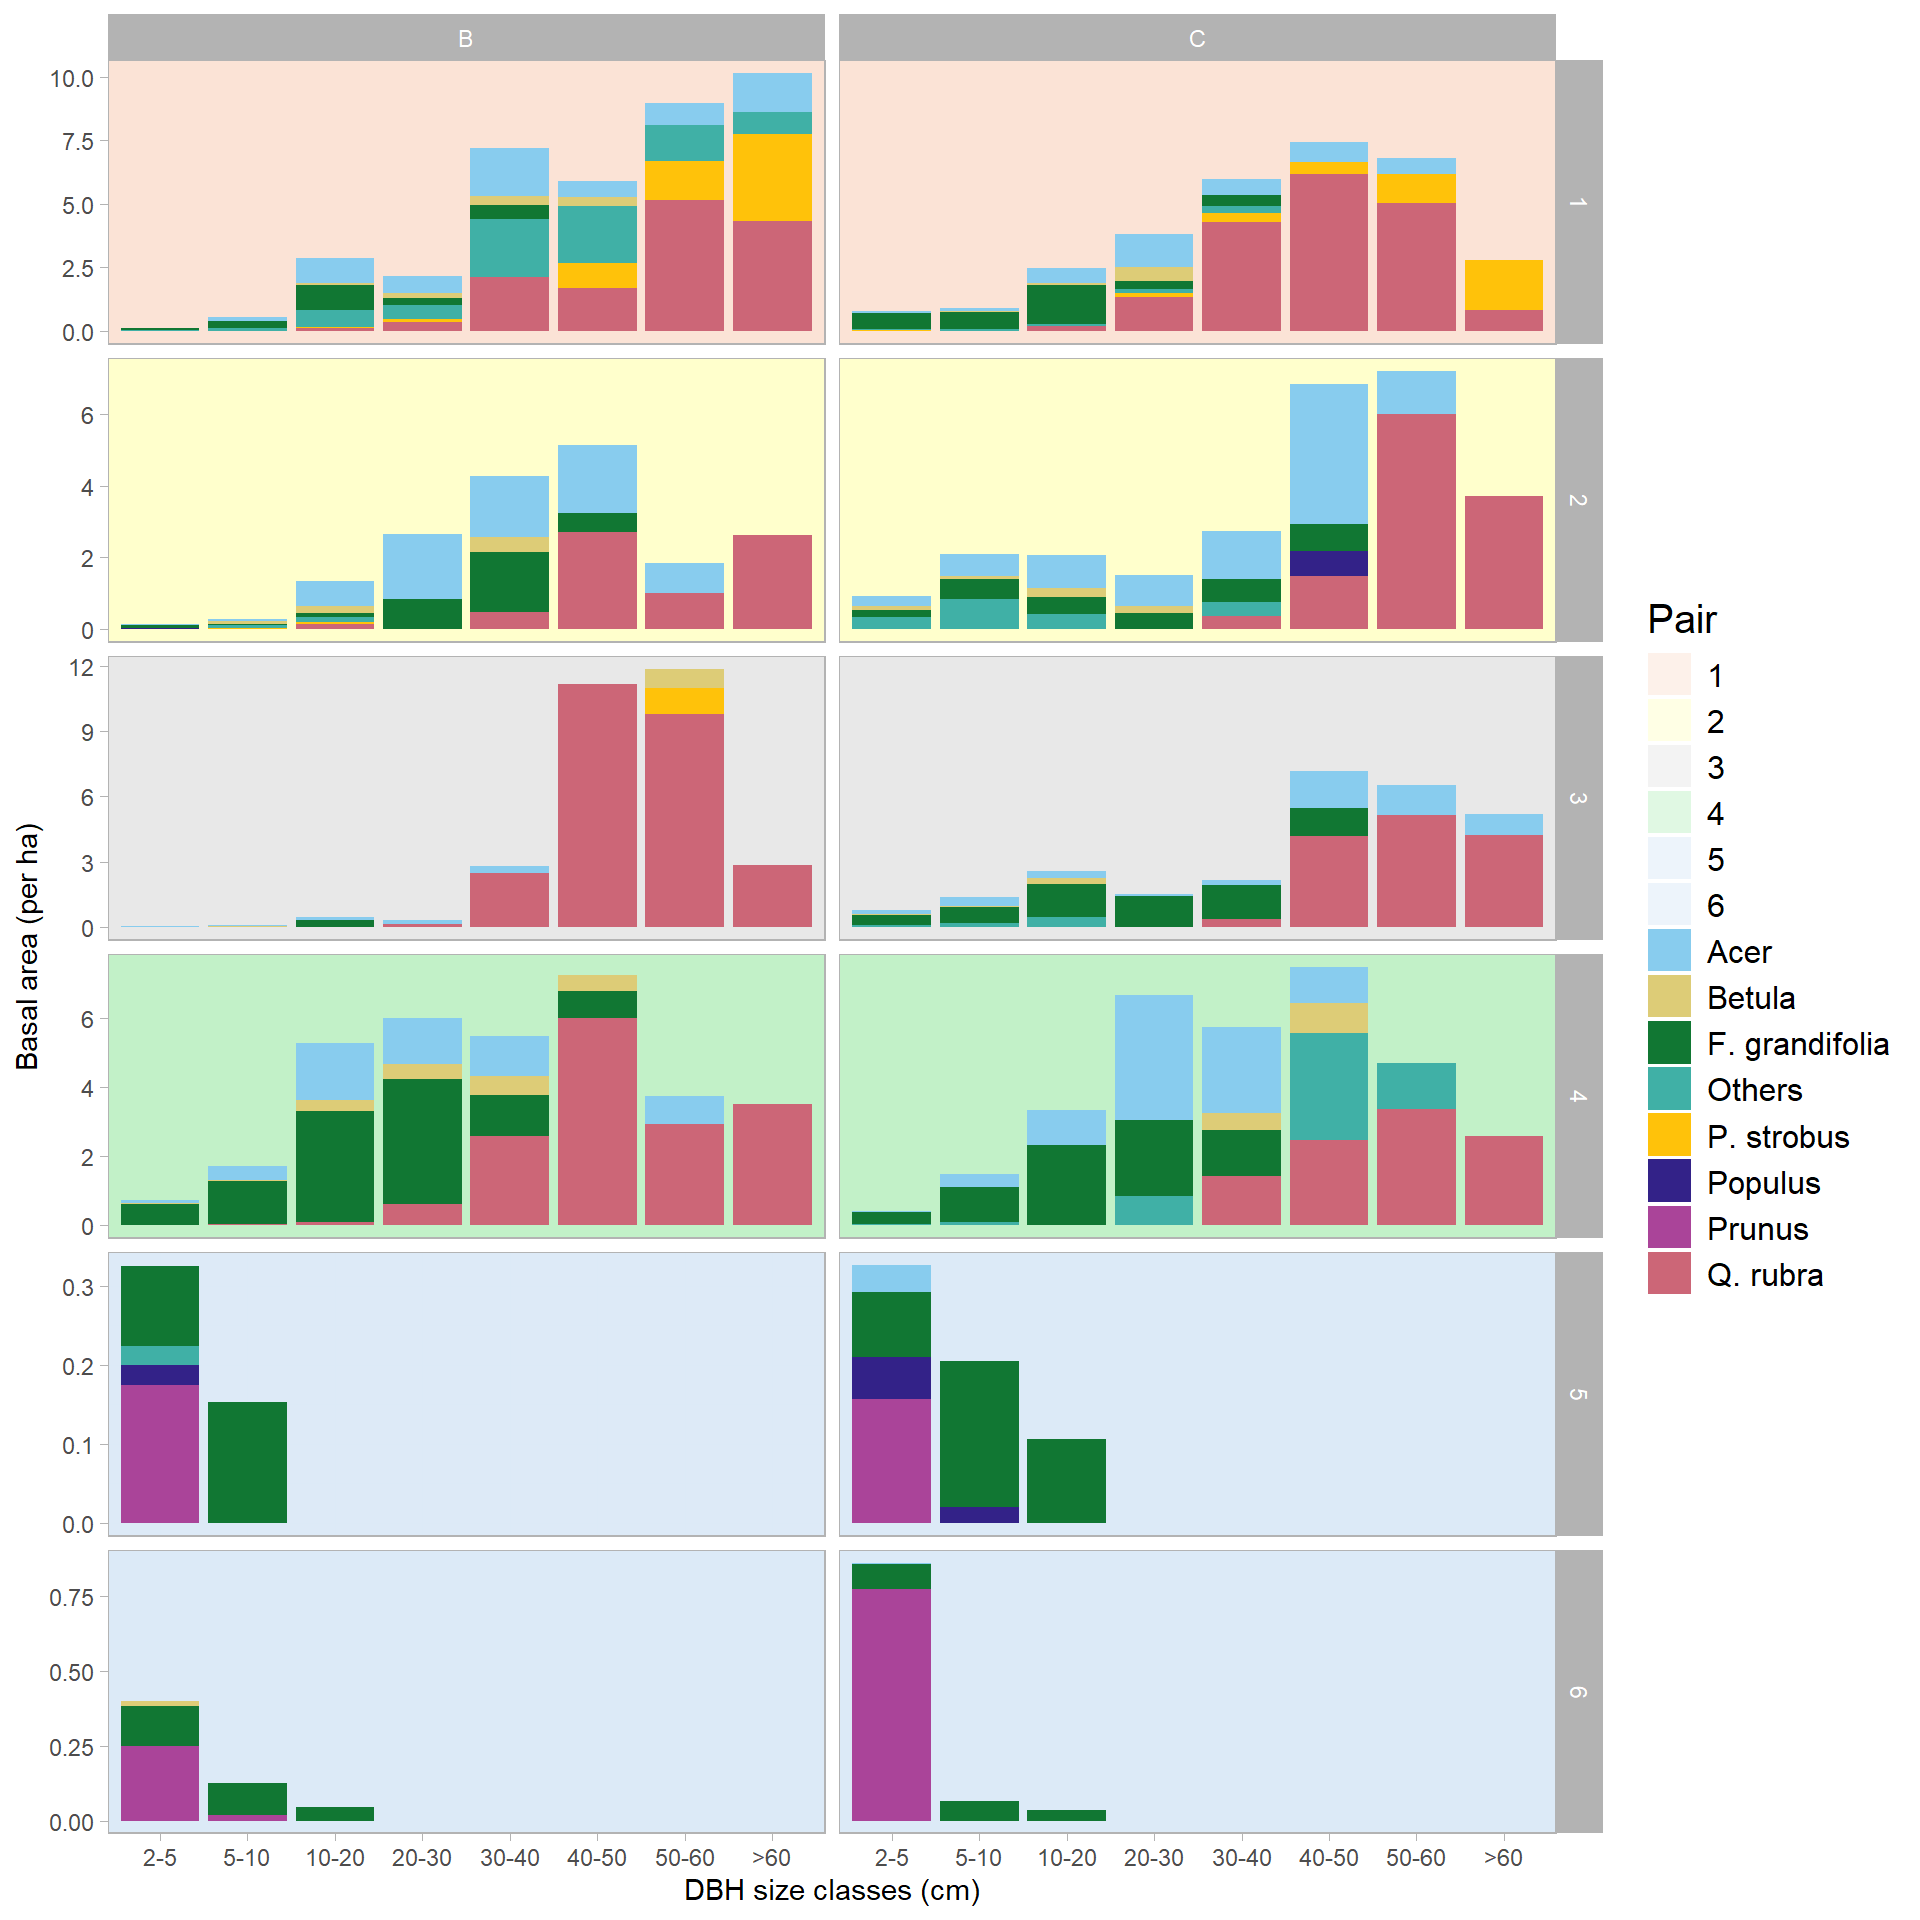 B
C
10.0
7.5
5.0
2.5
0.0
1
6
4
2
0
2
12
9
6
3
0
3
6
4
2
0
4
0.3
0.2
0.1
0.0
5
0.75
0.50
0.25
0.00
6
2-5 5-10 10-20 20-30 30-40 40-50 50-60 >60
2-5 5-10 10-20 20-30 30-40 40-50 50-60 >60
DBH size classes (cm)
Basal area (per ha)
Pair
1
2
3
4
5
6
Acer
Betula
F. grandifolia
Others
P. strobus
Populus
Prunus
Q. rubra